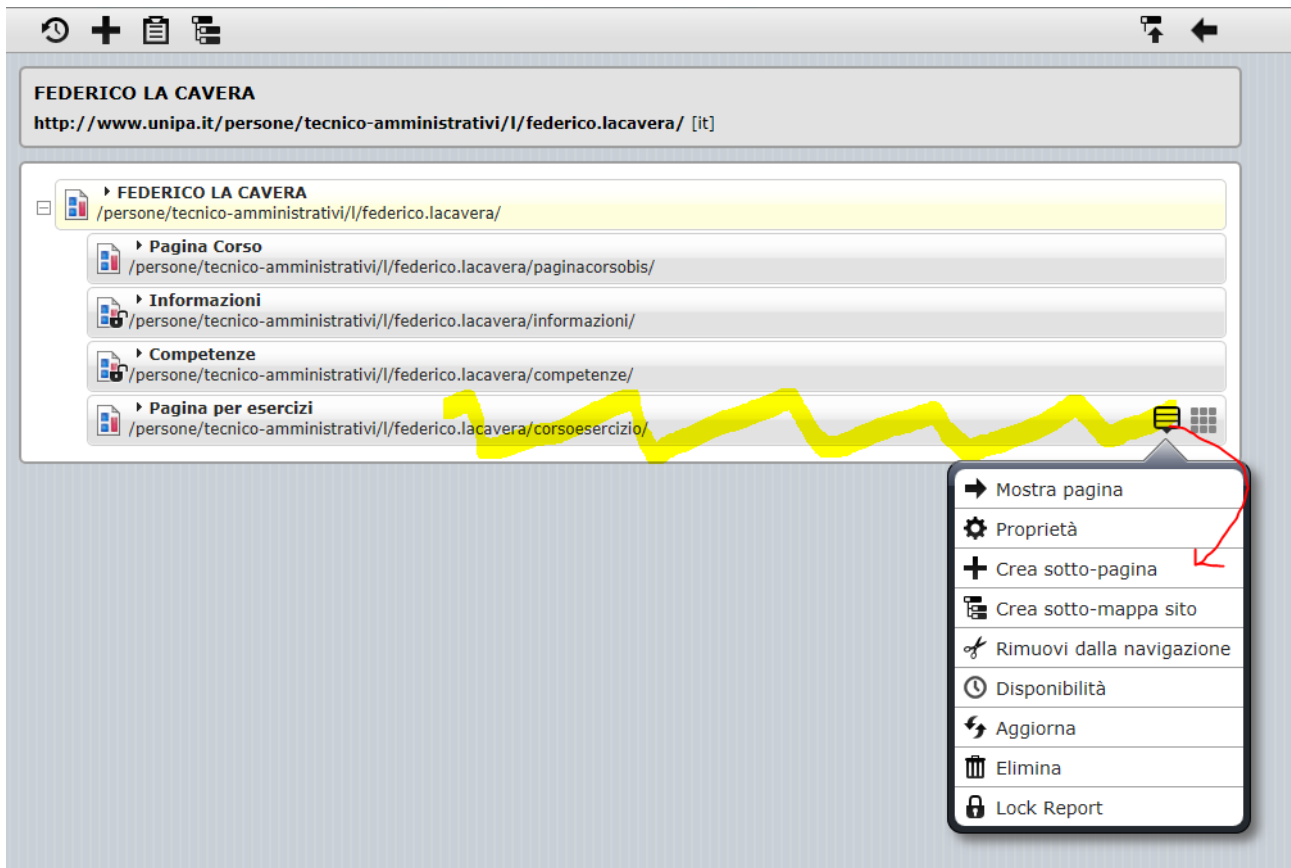 FEDERICO LA CAVERA
http://www.unipa.it/persone/tecnico-amministrativi/l/federico.lacavera/ [it]
FEDERICO LA CAVERA
/persone/tecnico-amministrativi/l/federico.lacavera/
Pagina Corso
/persone/tecnico-amministrativi/l/federico.lacavera/paginacorsobis/
Informazioni
/persone/tecnico-amministrativi/l/federico.lacavera/informazioni/
Competenze
/persone/tecnico-amministrativi/l/federico.lacavera/competenze/
Pagina per esercizi
/persone/tecnico-amministrativi/l/federico.lacavera/corsoesercizio/
Mostra pagina
Proprietà
Crea sotto-pagina
Crea sotto-mappa sito
Rimuovi dalla navigazione
Disponibilità
Aggiorna
Elimina
Lock Report